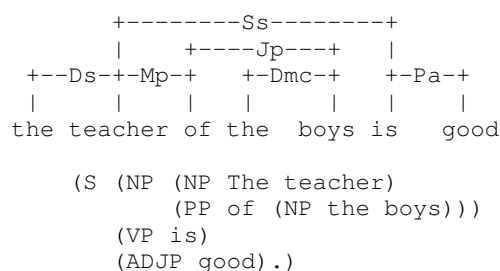 +--------Ss--------+
| +----Jp---+ |
+--Ds-+-Mp-+ +-Dmc-+ +-Pa-+
| | | | | | |
the teacher of the boys is good
(S (NP (NP The teacher)
(PP of (NP the boys)))
(VP is)
(ADJP good).)